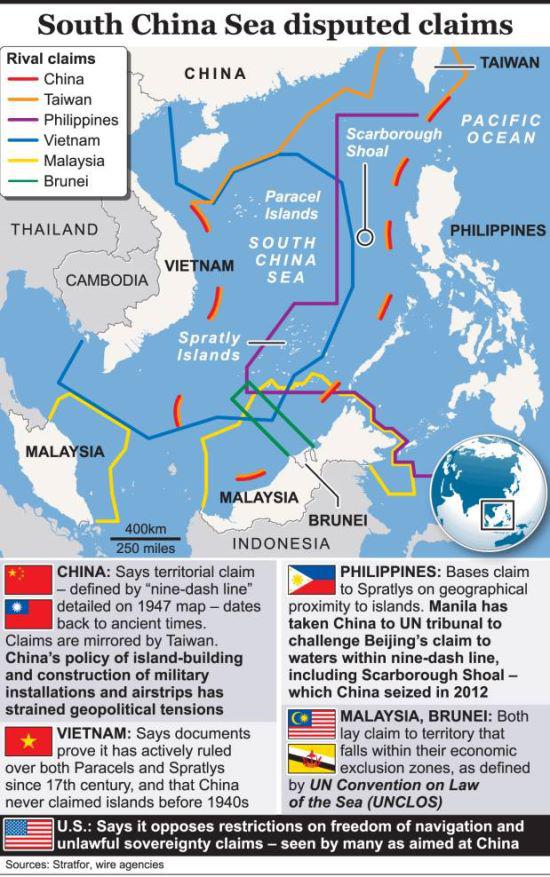 South China Sea disputed claims
Rival claims
China
Taiwan
Philippines
Vietnam
Malaysia
Brunei
CHINA
TAIWAN
PACIFIC
OCEAN
Scarborough
Shoal
Paracel
Islands
THAILAND
SOUTH
CHINA
SEA
PHILIPPINES
VIETNAM
CAMBODIA
Spratly
Islands
MALAYSIA
MALAYSIA
BRUNEI
400km
250 miles
INDONESIA
CHINA: Says territorial claim
– defined by “nine-dash line”
detailed on 1947 map – dates
back to ancient times.
Claims are mirrored by Taiwan.
China’s policy of island-building
and construction of military
installations and airstrips has
strained geopolitical tensions
VIETNAM: Says documents
prove it has actively ruled
over both Paracels and Spratlys
since 17th century, and that China
never claimed islands before 1940s
PHILIPPINES: Bases claim
to Spratlys on geographical
proximity to islands. Manila has
taken China to UN tribunal to
challenge Beijing’s claim to
waters within nine-dash line,
including Scarborough Shoal –
which China seized in 2012
MALAYSIA, BRUNEI: Both
lay claim to territory that
falls within their economic
exclusion zones, as defined
by UN Convention on Law
of the Sea (UNCLOS)
U.S.: Says it opposes restrictions on freedom of navigation and
unlawful sovereignty claims – seen by many as aimed at China
Sources: Stratfor, wire agencies